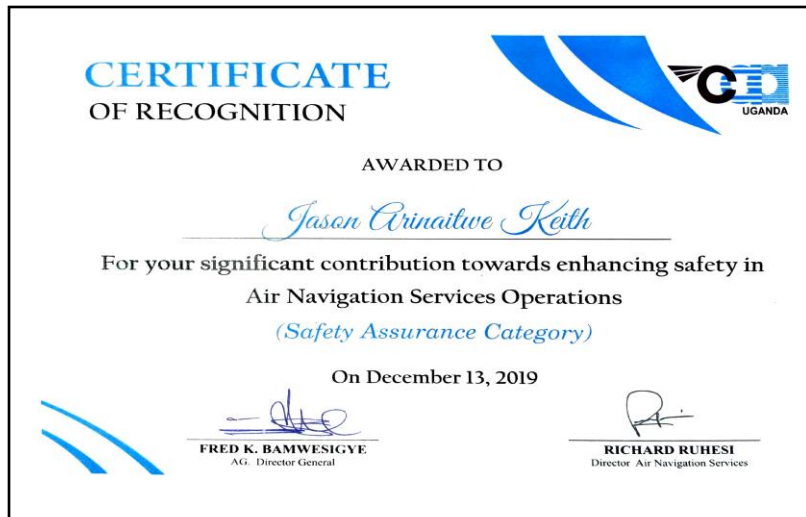 CERTIFICATE
OF RECOGNITION
CAA
UGANDA
AWARDED TO
Jason Arinaitwe Keith
For your significant contribution towards enhancing safety in
Air Navigation Services Operations
(Safety Assurance Category)
On December 13, 2019
FRED K. BAMWESIGYE
AG. Director General
RICHARD RUHESI
Director Air Navigation Services